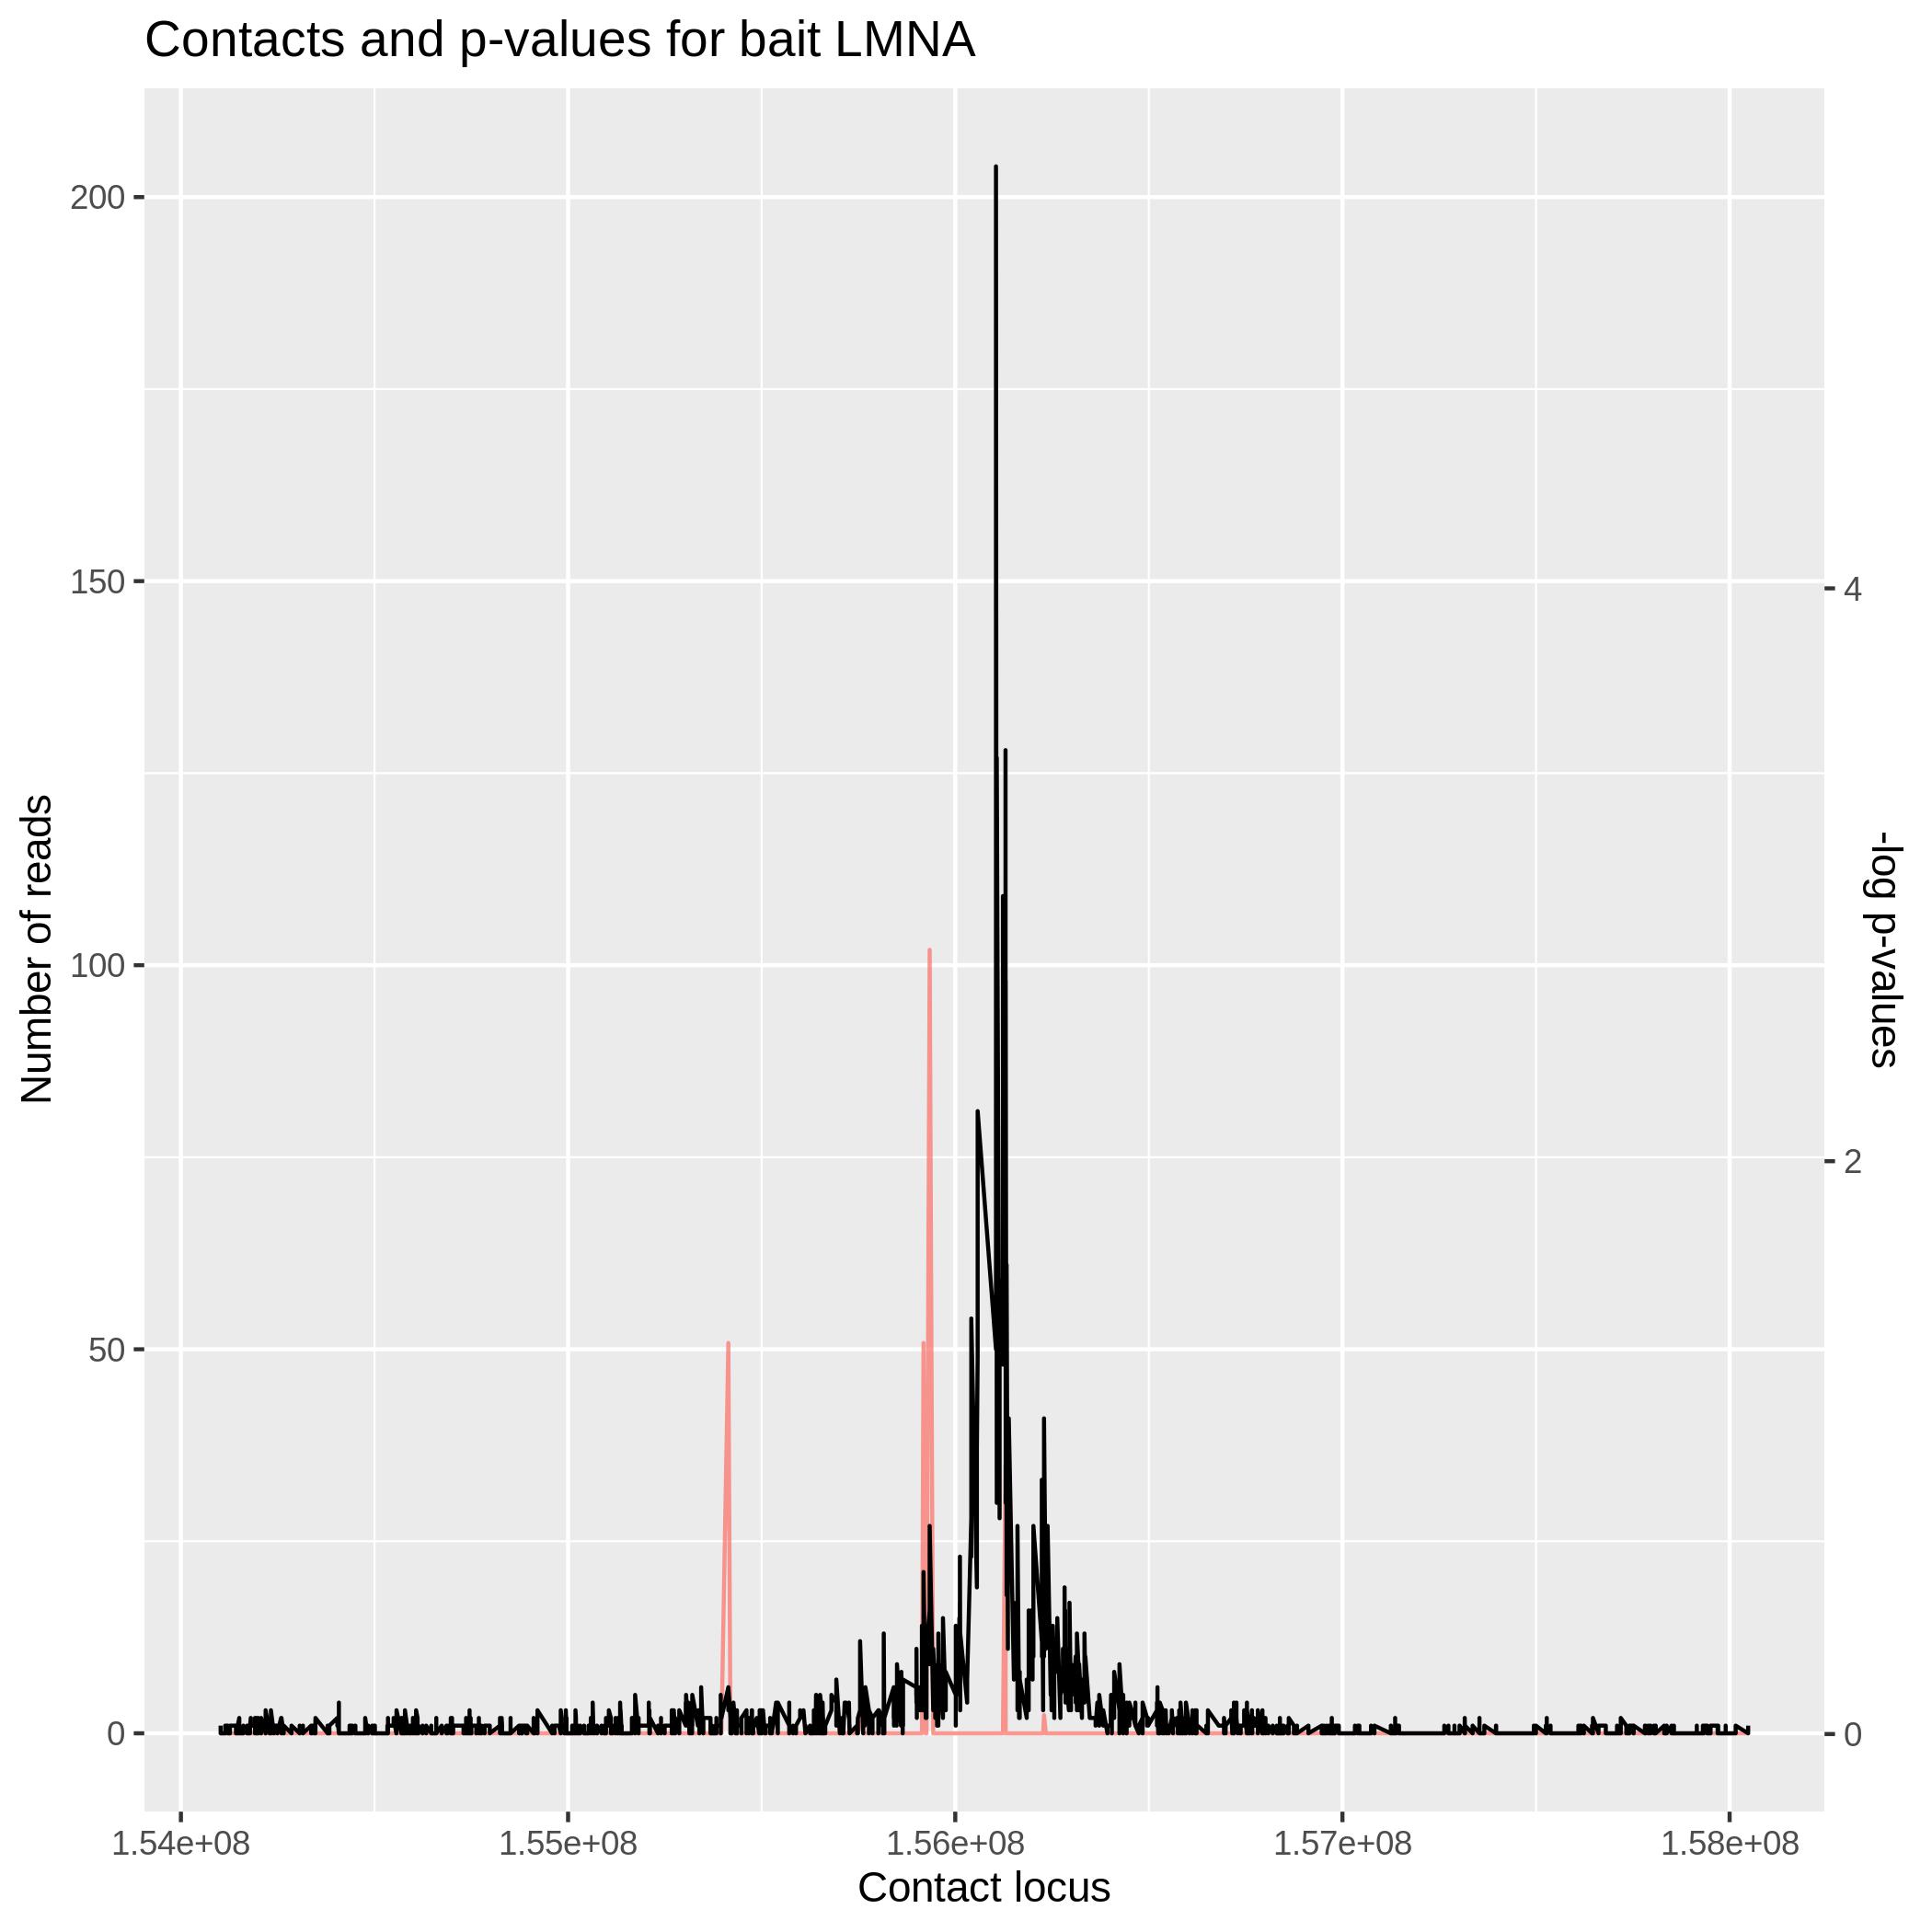 Contacts and p-values for bait LMNA
200
150
100
50
0
Number of reads
4
2
0
-log p-values
1.54e+08
1.55e+08
1.56e+08
1.57e+08
1.58e+08
Contact locus